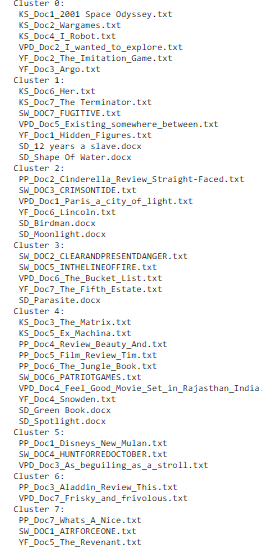 Cluster 0:
KS_Doc1_2001 Space Odyssey.txt
KS_Doc2_Wargames.txt
KS_Doc4_I_Robot.txt
VPD_Doc2_I_wanted_to_explore.txt
YF_Doc2_The_Imitation_Game.txt
YF_Doc3_Argo.txt
Cluster 1:
KS_Doc6_Her.txt
KS_Doc7_The Terminator.txt
SW_DOC7_FUGITIVE.txt
VPD_Doc5_Existing_somewhere_between.txt
YF_Doc1_Hidden_Figures.txt
SD_12 years a slave.docx
SD_Shape Of Water.docx
Cluster 2:
PP_Doc2_Cinderella_Review_Straight-Faced.txt
SW_DOC3_CRIMSONTIDE.txt
VPD_Doc1_Paris_a_city_of_light.txt
YF_Doc6_Lincoln.txt
SD_Birdman.docx
SD_Moonlight.docx
Cluster 3:
SW_DOC2_CLEARANDPRESENTDANGER.txt
SW_DOC5_INTHELINEOFFIRE.txt
VPD_Doc6_The_Bucket_List.txt
YF_Doc7_The_Fifth_Estate.txt
SD_Parasite.docx
Cluster 4:
KS_Doc3_The_Matrix.txt
KS_Doc5_Ex_Machina.txt
PP_Doc4_Review_Beauty_And.txt
PP_Doc5_Film_Review_Tim.txt
PP_Doc6_The_Jungle_Book.txt
SW_DOC6_PATRIOTGAMES.txt
VPD_Doc4_Feel_Good_Movie_Set_in_Rajasthan_India.
YF_Doc4_Snowden.txt
SD_Green Book.docx
SD_Spotlight.docx
Cluster 5:
PP_Doc1_Disneys_New_Mulan.txt
SW_DOC4_HUNTFORREDOCTOBER.txt
VPD_Doc3_As_beguiling_as_a_stroll.txt
Cluster 6:
PP_Doc3_Aladdin_Review_This.txt
VPD_Doc7_Frisky_and_frivolous.txt
Cluster 7:
PP_Doc7_Whats_A_Nice.txt
SW_DOC1_AIRFORCEONE.txt
YF_Doc5_The_Revenant.txt